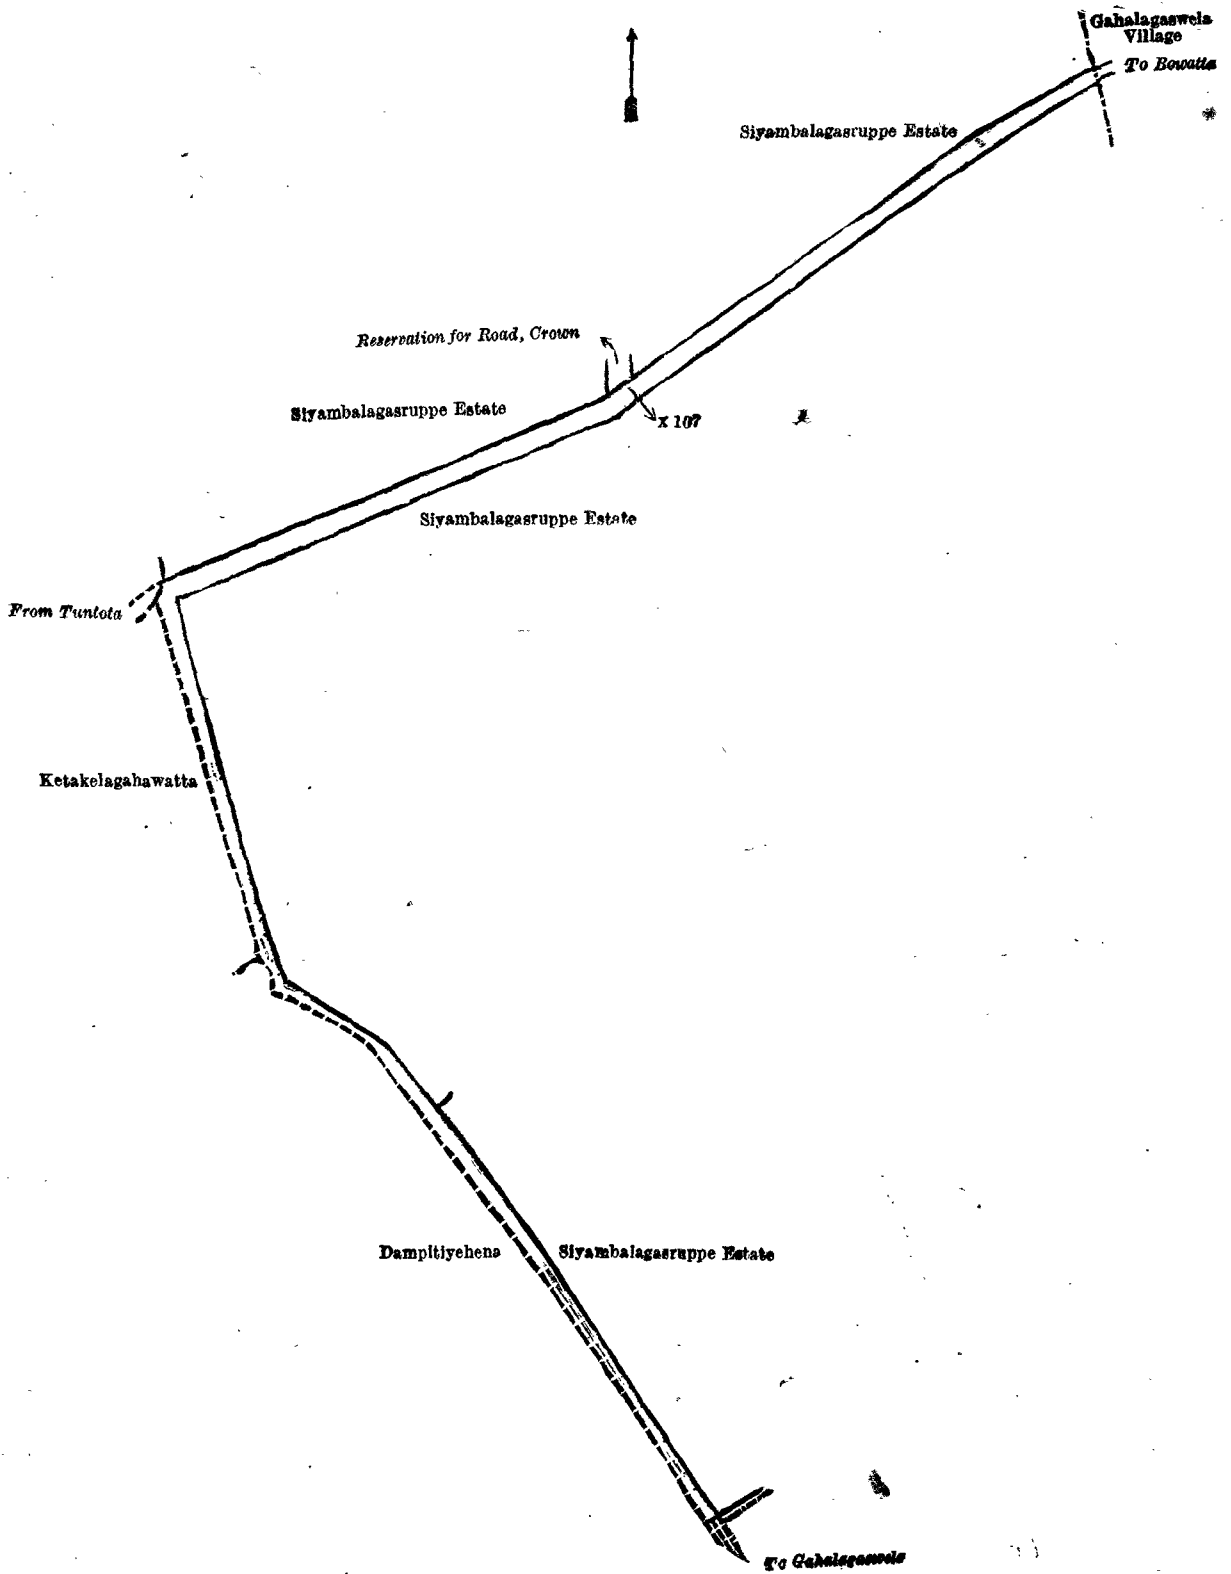 Gahalagaswela
Village
To Bowatta
Siyambalagasruppe Estate
Reservation for Road, Crown
Siyambalagasruppe Estate
x 107
Siyambalagasruppe Estate
From Tuntota
Ketakelagahawatta
Dampitiyehena
Siyambalagasruppe Estate
To Gahalagaswela